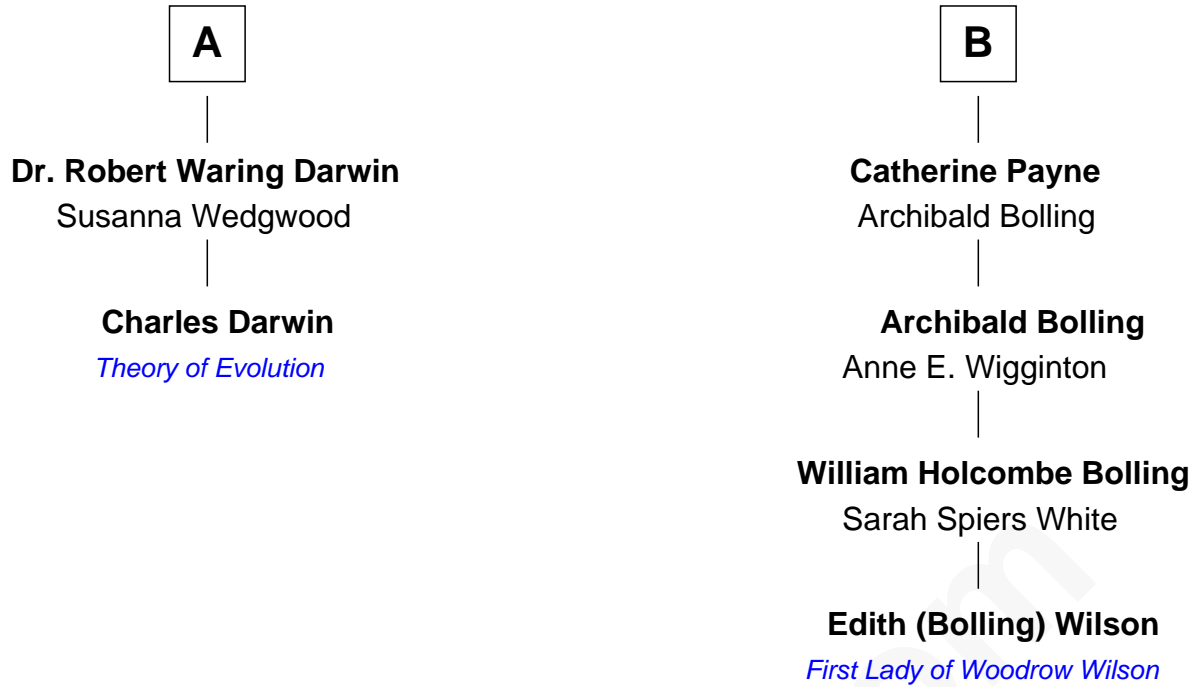 A
Dr. Robert Waring Darwin
Susanna Wedgwood
Charles Darwin
Theory of Evolution
B
Catherine Payne
Archibald Bolling
Archibald Bolling
Anne E. Wigginton
William Holcombe Bolling
Sarah Spiers White
Edith (Bolling) Wilson
First Lady of Woodrow Wilson